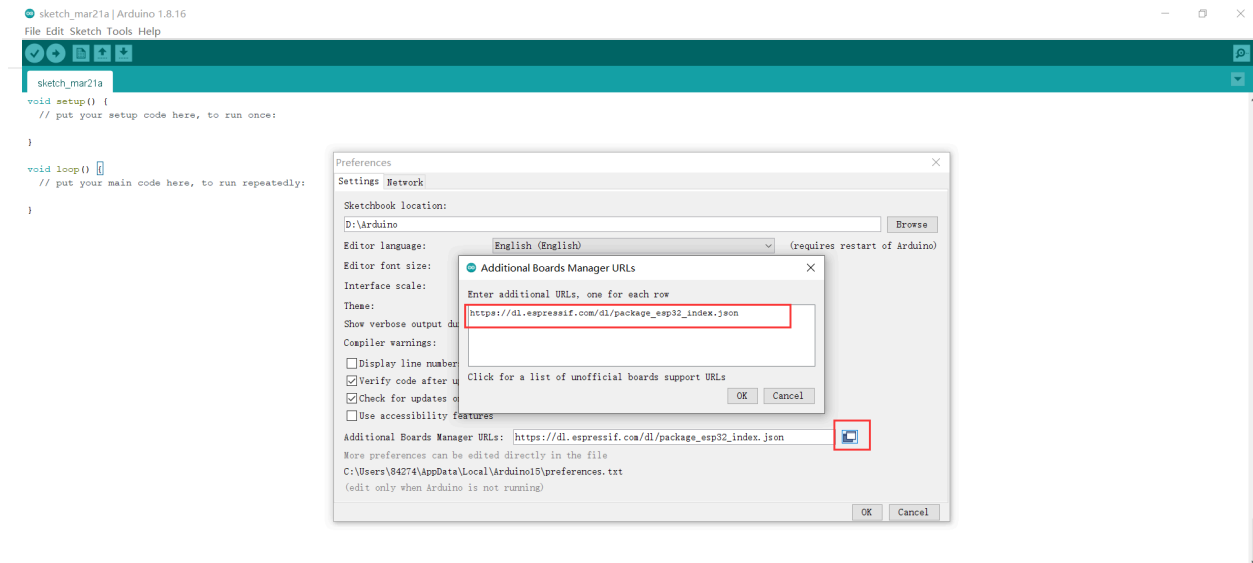 sketch_mar21a | Arduino 1.8.16
File Edit Sketch Tools Help
sketch_mar21a
void setup() {
// put your setup code here, to run once:
}
void loop() {
// put your main code here, to run repeatedly:
}
Preferences
Settings Network
Sketchbook location:
D:\Arduino Browse
Editor language: English (English) (requires restart of Arduino)
Editor font size:
Interface scale:
Theme:
Show verbose output du
Compiler warnings:
Display line number
Verify code after u
Check for updates o
Use accessibility features
Additional Boards Manager URLs: https://dl.espressif.com/dl/package_esp32_index.json
More preferences can be edited directly in the file
C:\Users\84274\AppData\Local\Arduino15\preferences.txt
(edit only when Arduino is not running)
OK Cancel
Additional Boards Manager URLs
Enter additional URLs, one for each row
https://dl.espressif.com/dl/package_esp32_index.json
Click for a list of unofficial boards support URLs
OK Cancel